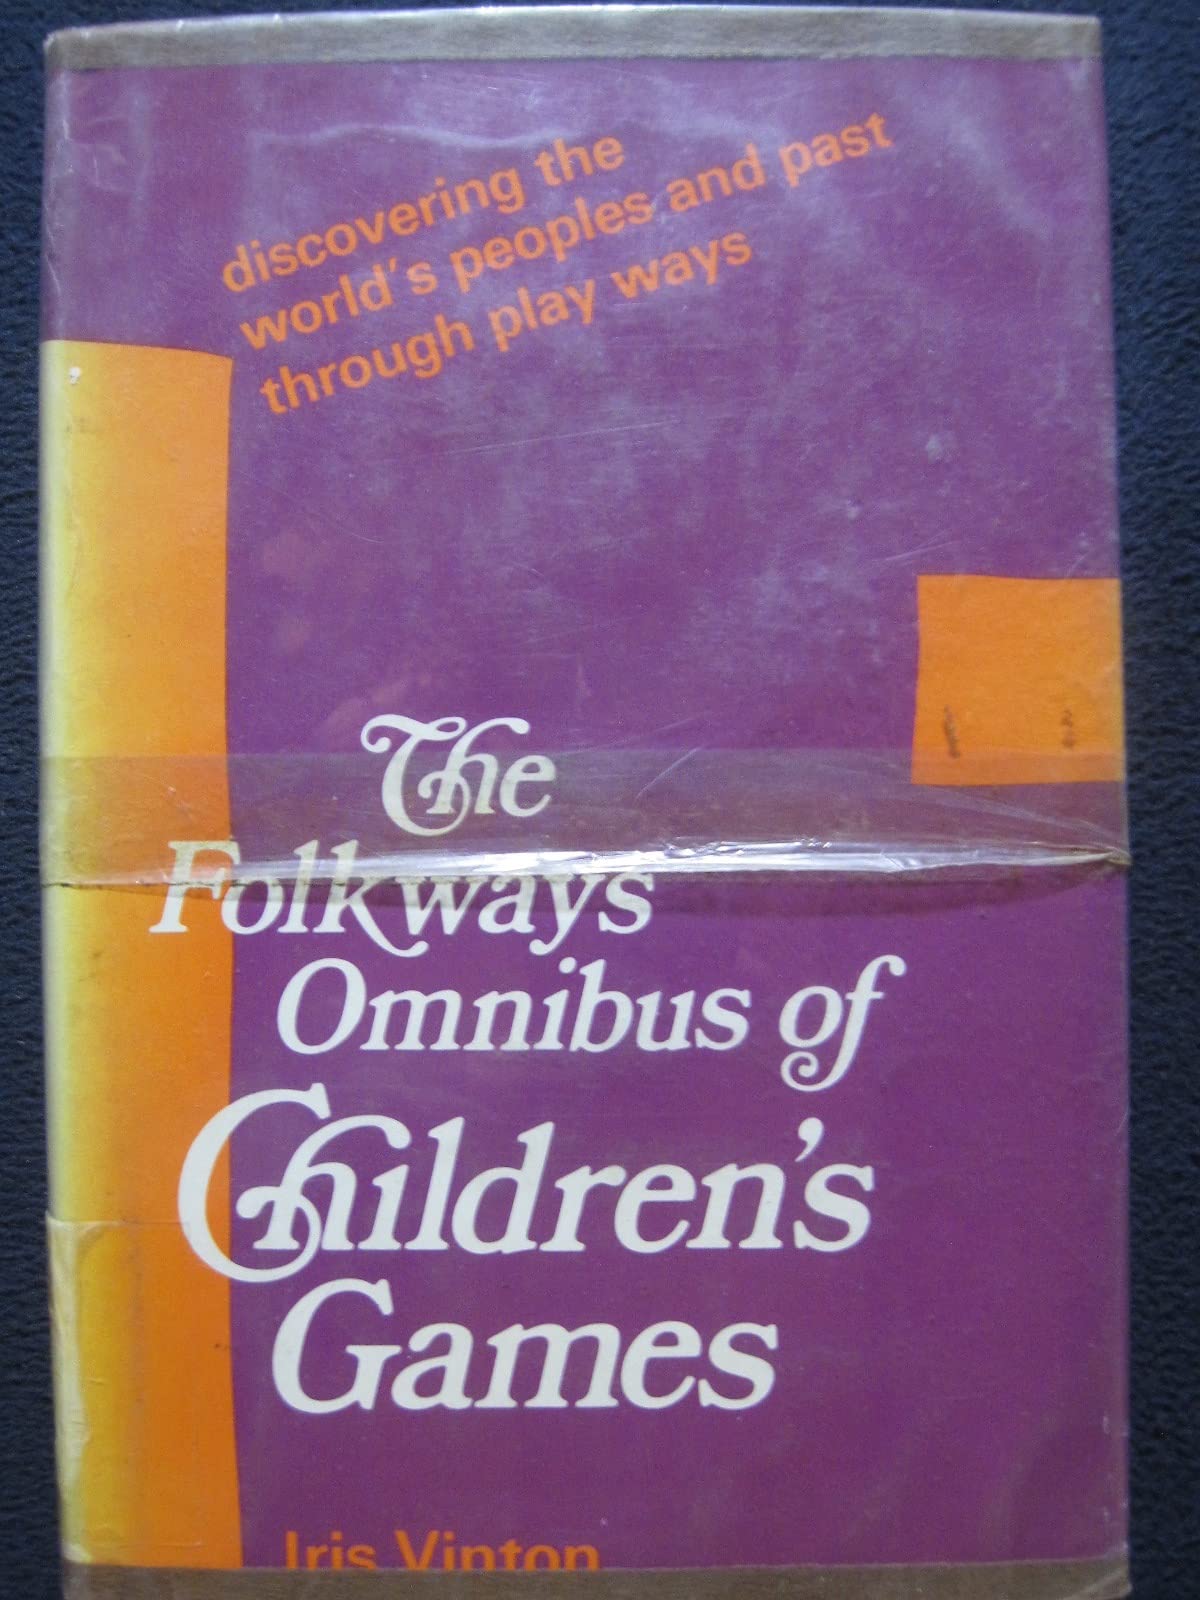 discovering the
world's peoples and past
through play ways
The
Folkways
Omnibus of
Children's
Games
Iris Vinton